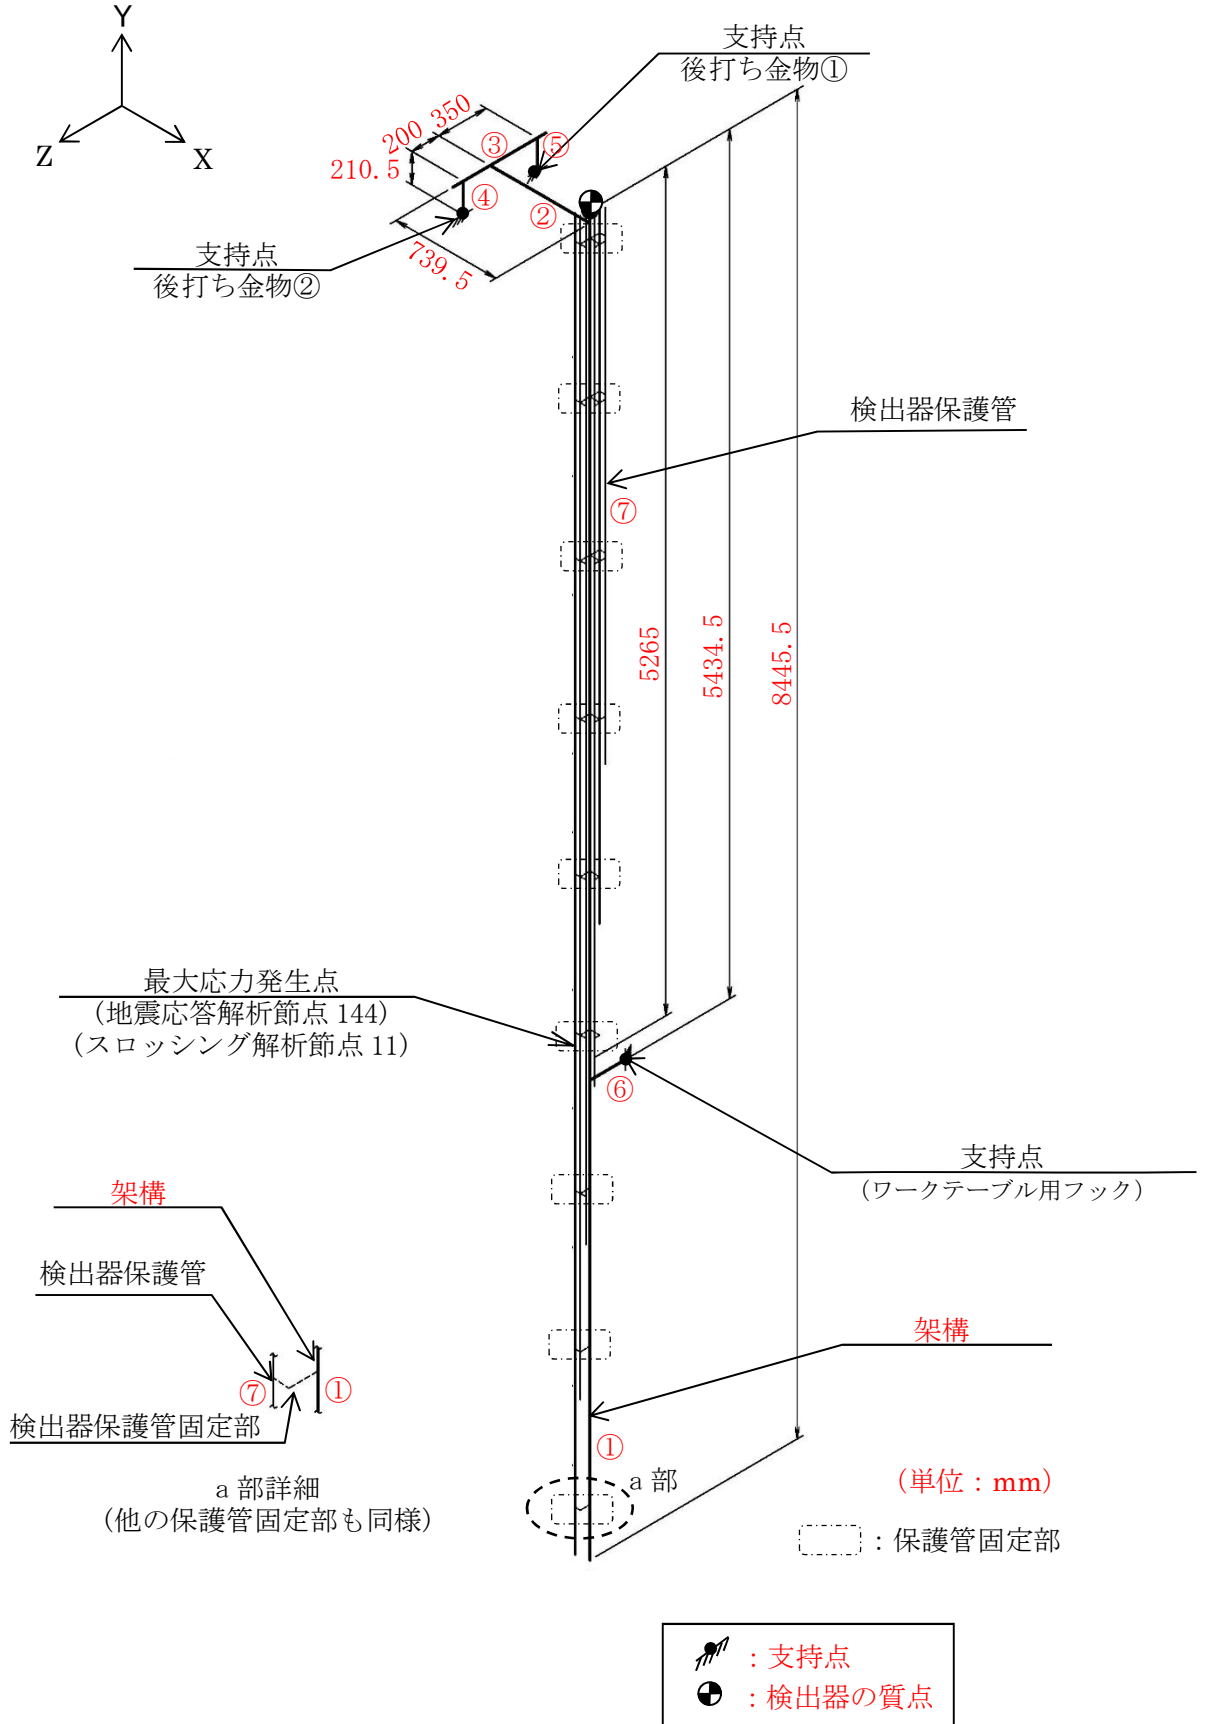 Y
Z
X
支持点
後打ち金物①
350
200
210.5
③
⑤
④
②
739.5
支持点
後打ち金物②
検出器保護管
⑦
5265
5434.5
8445.5
最大応力発生点
(地震応答解析節点 144)
(スロッシング解析節点 11)
⑥
支持点
(ワークテーブル用フック)
架構
検出器保護管
⑦
①
検出器保護管固定部
a 部詳細
(他の保護管固定部も同様)
架構
①
a 部
(単位：mm)
：保護管固定部
：支持点
：検出器の質点